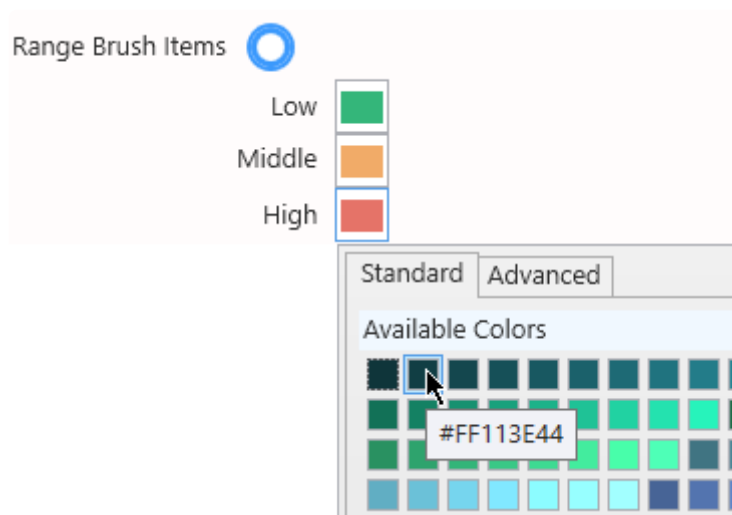 Range Brush Items
Low
Middle
High
Standard Advanced
Available Colors
#FF113E44